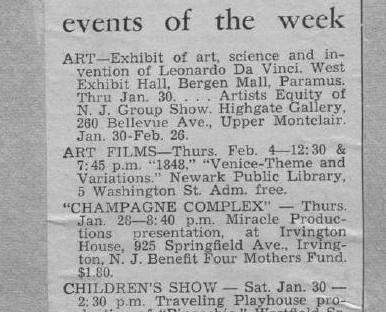 events of the week
ART—Exhibit of art, science and in-
vention of Leonardo Da Vinci. West
Exhibit Hall, Bergen Mall, Paramus.
Thru Jan. 30. . . . Artists Equity of
N. J. Group Show. Highgate Gallery,
260 Bellevue Ave., Upper Montclair.
Jan. 30-Feb. 26.
ART FILMS—Thurs. Feb. 4—12:30 &
7:45 p.m. "1848," "Venice-Theme and
Variations." Newark Public Library,
5 Washington St. Adm. free.
"CHAMPAGNE COMPLEX" — Thurs.
Jan. 28—8:40 p.m. Miracle Produc-
tions presentation, at Irvington
House, 925 Springfield Ave., Irving-
ton, N. J. Benefit Four Mothers Fund.
$1.80.
CHILDREN'S SHOW — Sat. Jan. 30 —
2:30 p.m. Traveling Playhouse pro-